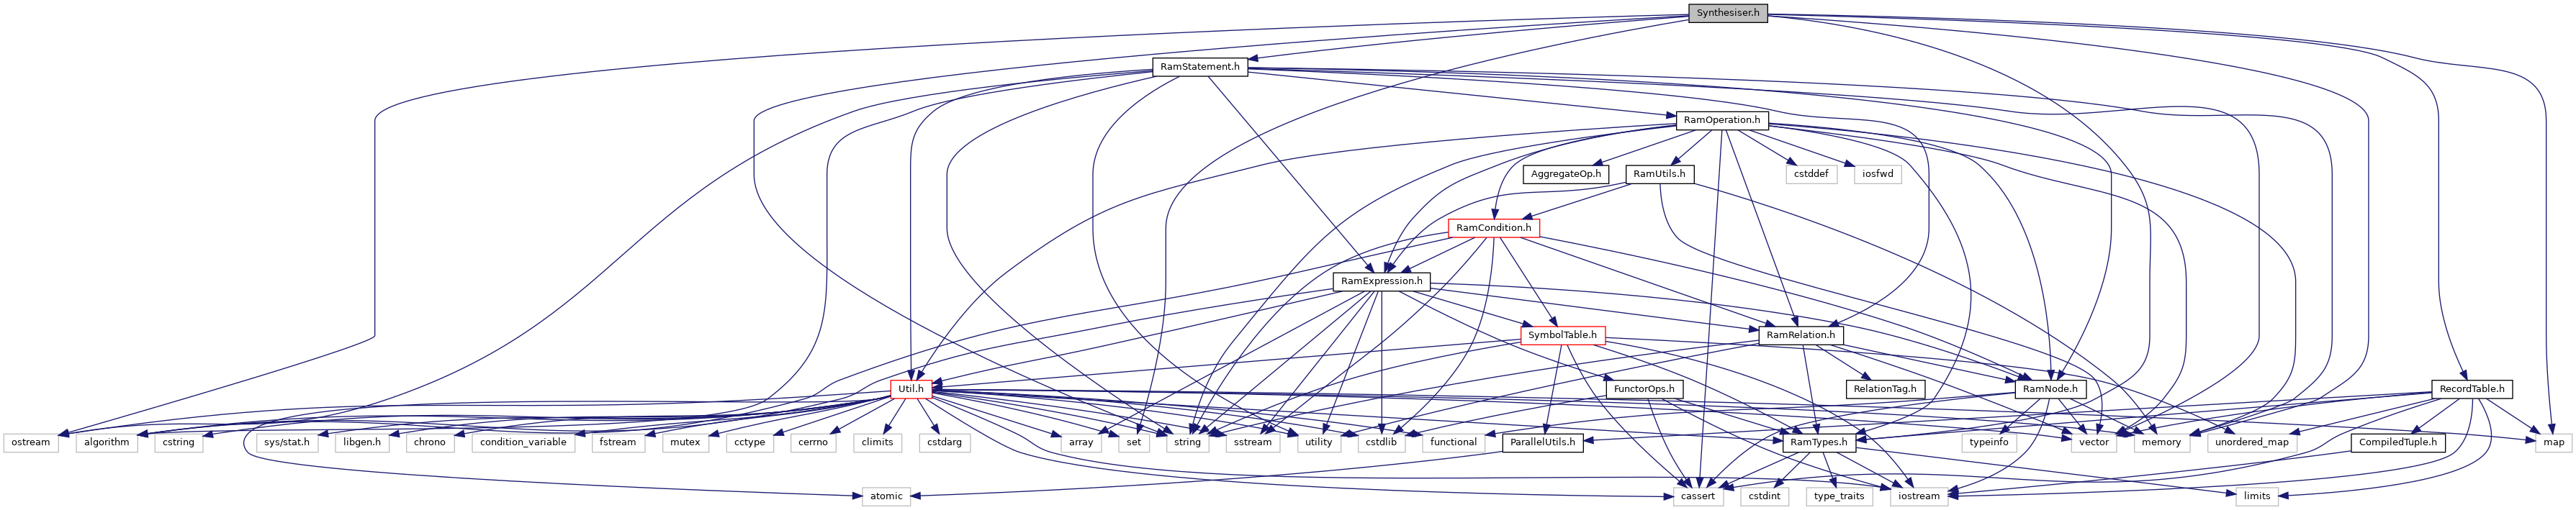 Synthesiser.h
RamStatement.h
RamOperation.h
AggregateOp.h
RamUtils.h
cstddef
iosfwd
RamCondition.h
RamExpression.h
SymbolTable.h
RamRelation.h
Util.h
FunctorOps.h
RelationTag.h
RamNode.h
RecordTable.h
ostream
algorithm
cstring
sys/stat.h
libgen.h
chrono
condition_variable
fstream
mutex
cctype
cerrno
climits
cstdarg
array
set
string
sstream
utility
cstdlib
functional
ParallelUtils.h
RamTypes.h
typeinfo
vector
memory
unordered_map
CompiledTuple.h
map
atomic
cassert
cstdint
type_traits
iostream
limits